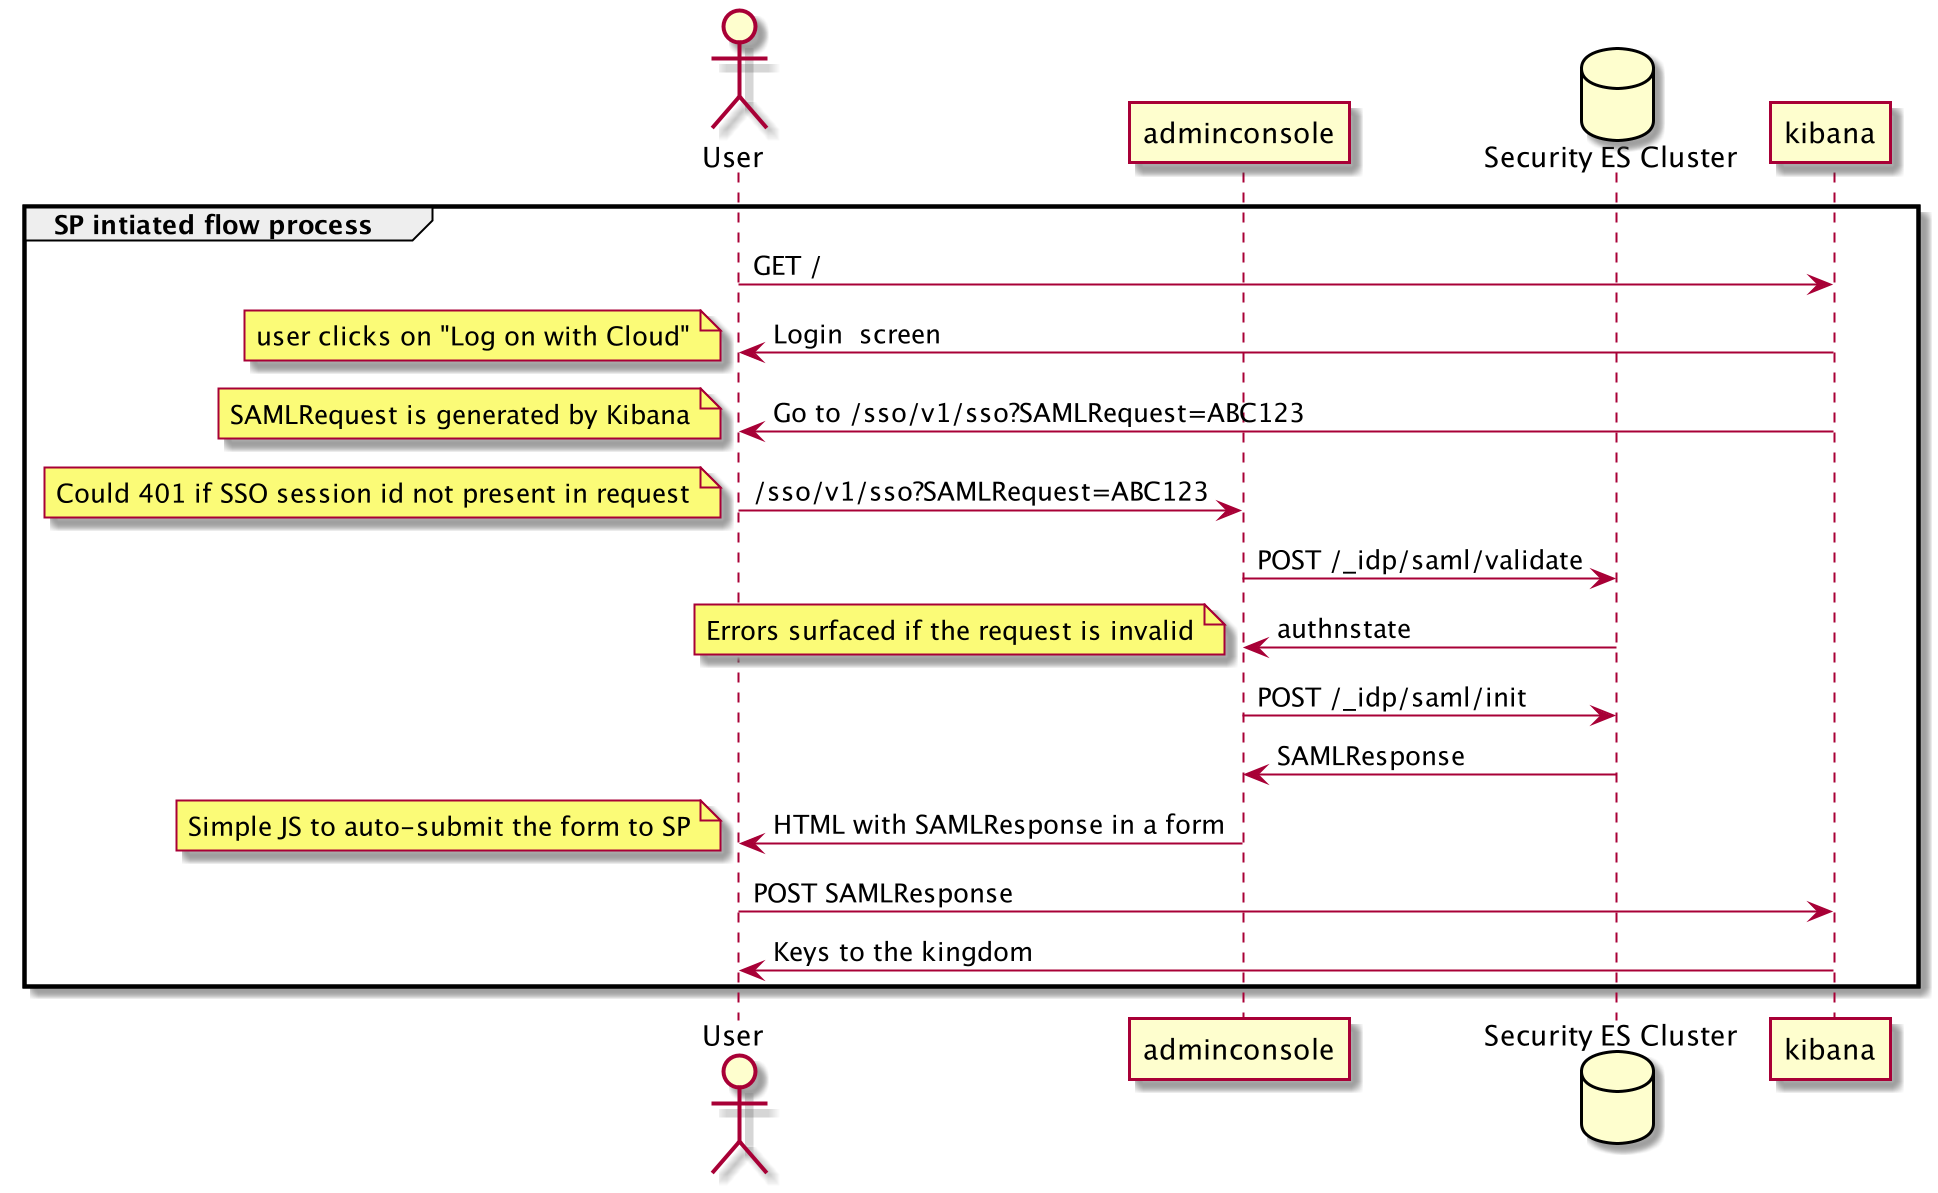 User
adminconsole
Security ES Cluster
kibana
SP intiated flow process
GET /
user clicks on "Log on with Cloud"
Login  screen
SAMLRequest is generated by Kibana
Go to /sso/v1/sso?SAMLRequest=ABC123
Could 401 if SSO session id not present in request
/sso/v1/sso?SAMLRequest=ABC123
POST /_idp/saml/validate
Errors surfaced if the request is invalid
authnstate
POST /_idp/saml/init
SAMLResponse
Simple JS to auto-submit the form to SP
HTML with SAMLResponse in a form
POST SAMLResponse
Keys to the kingdom
User
adminconsole
Security ES Cluster
kibana